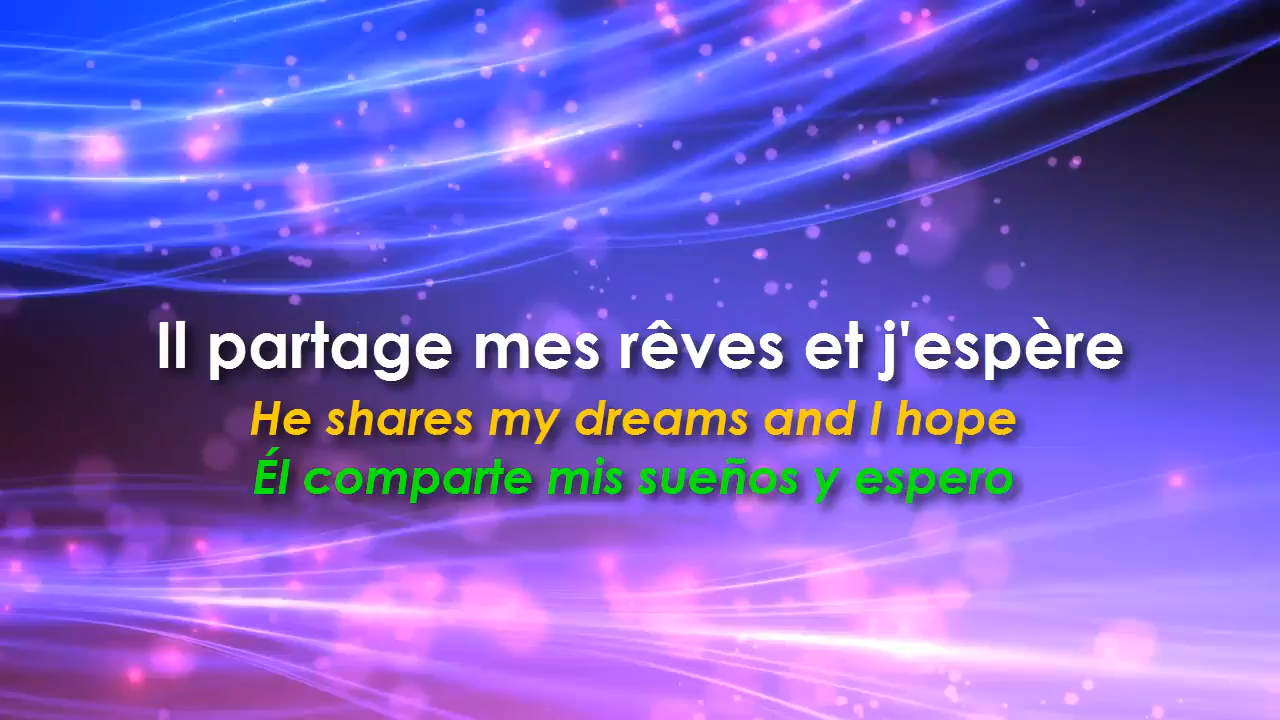 Il partage mes rêves et j'espère
He shares my dreams and I hope
Él comparte mis sueños y espero